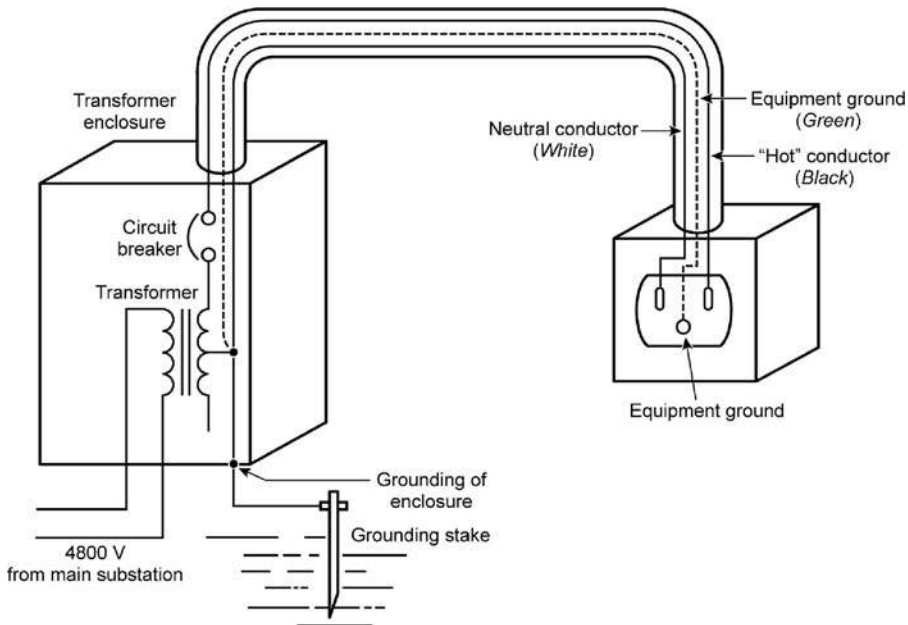 Transformer
enclosure
Equipment ground
(Green)
Neutral conductor
(White)
“Hot” conductor
(Black)
Circuit
breaker
Transformer
Equipment ground
Grounding of
enclosure
Grounding stake
4800 V
from main substation